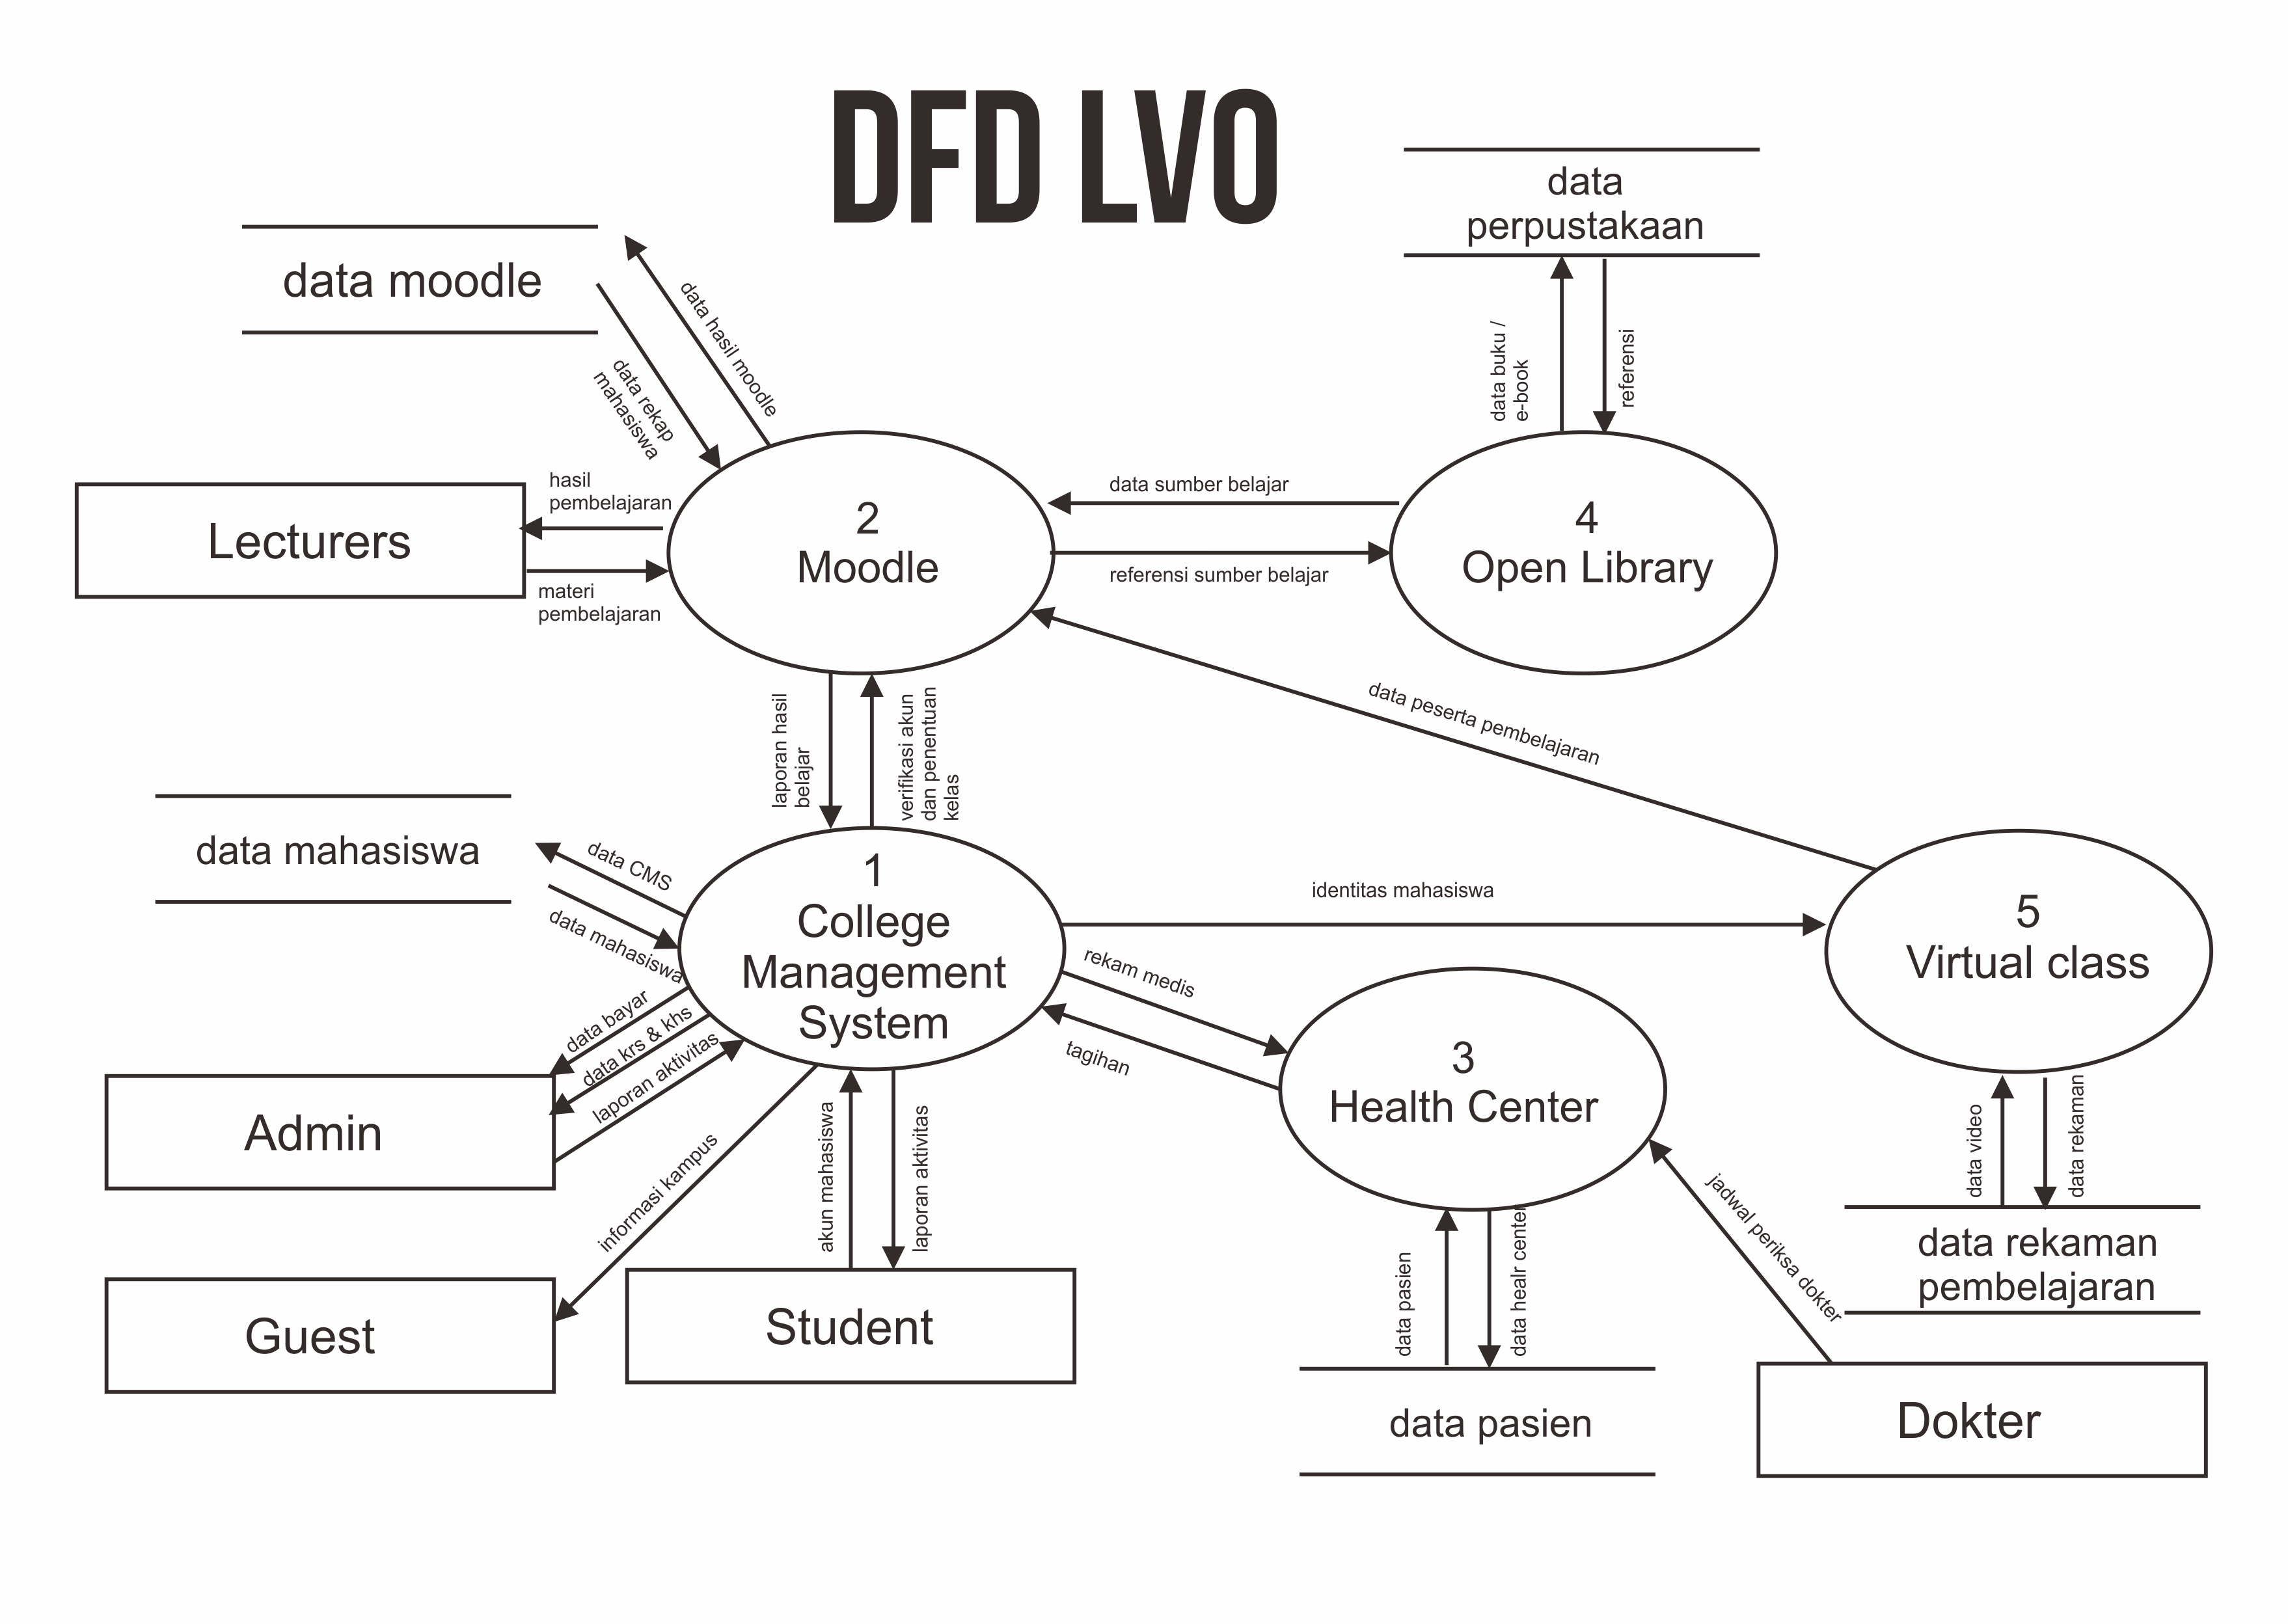 DFD LVO
data
perpustakaan
data moodle
data hasil moodle
data rekap
mahasiswa
data buku /
e-book
referensi
hasil
pembelajaran
Lecturers
materi
pembelajaran
2
Moodle
data sumber belajar
referensi sumber belajar
4
Open Library
data peserta pembelajaran
laporan hasil
belajar
verifikasi akun
dan penentuan
kelas
data mahasiswa
data CMS
data mahasiswa
1
College
Management
System
identitas mahasiswa
5
Virtual class
rekam medis
tagihan
3
Health Center
data bayar
data krs & khs
laporan aktivitas
Admin
informasi kampus
akun mahasiswa
laporan aktivitas
Guest
Student
data pasien
data healr center
jadwal periksa dokter
data video
data rekaman
data rekaman
pembelajaran
data pasien
Dokter